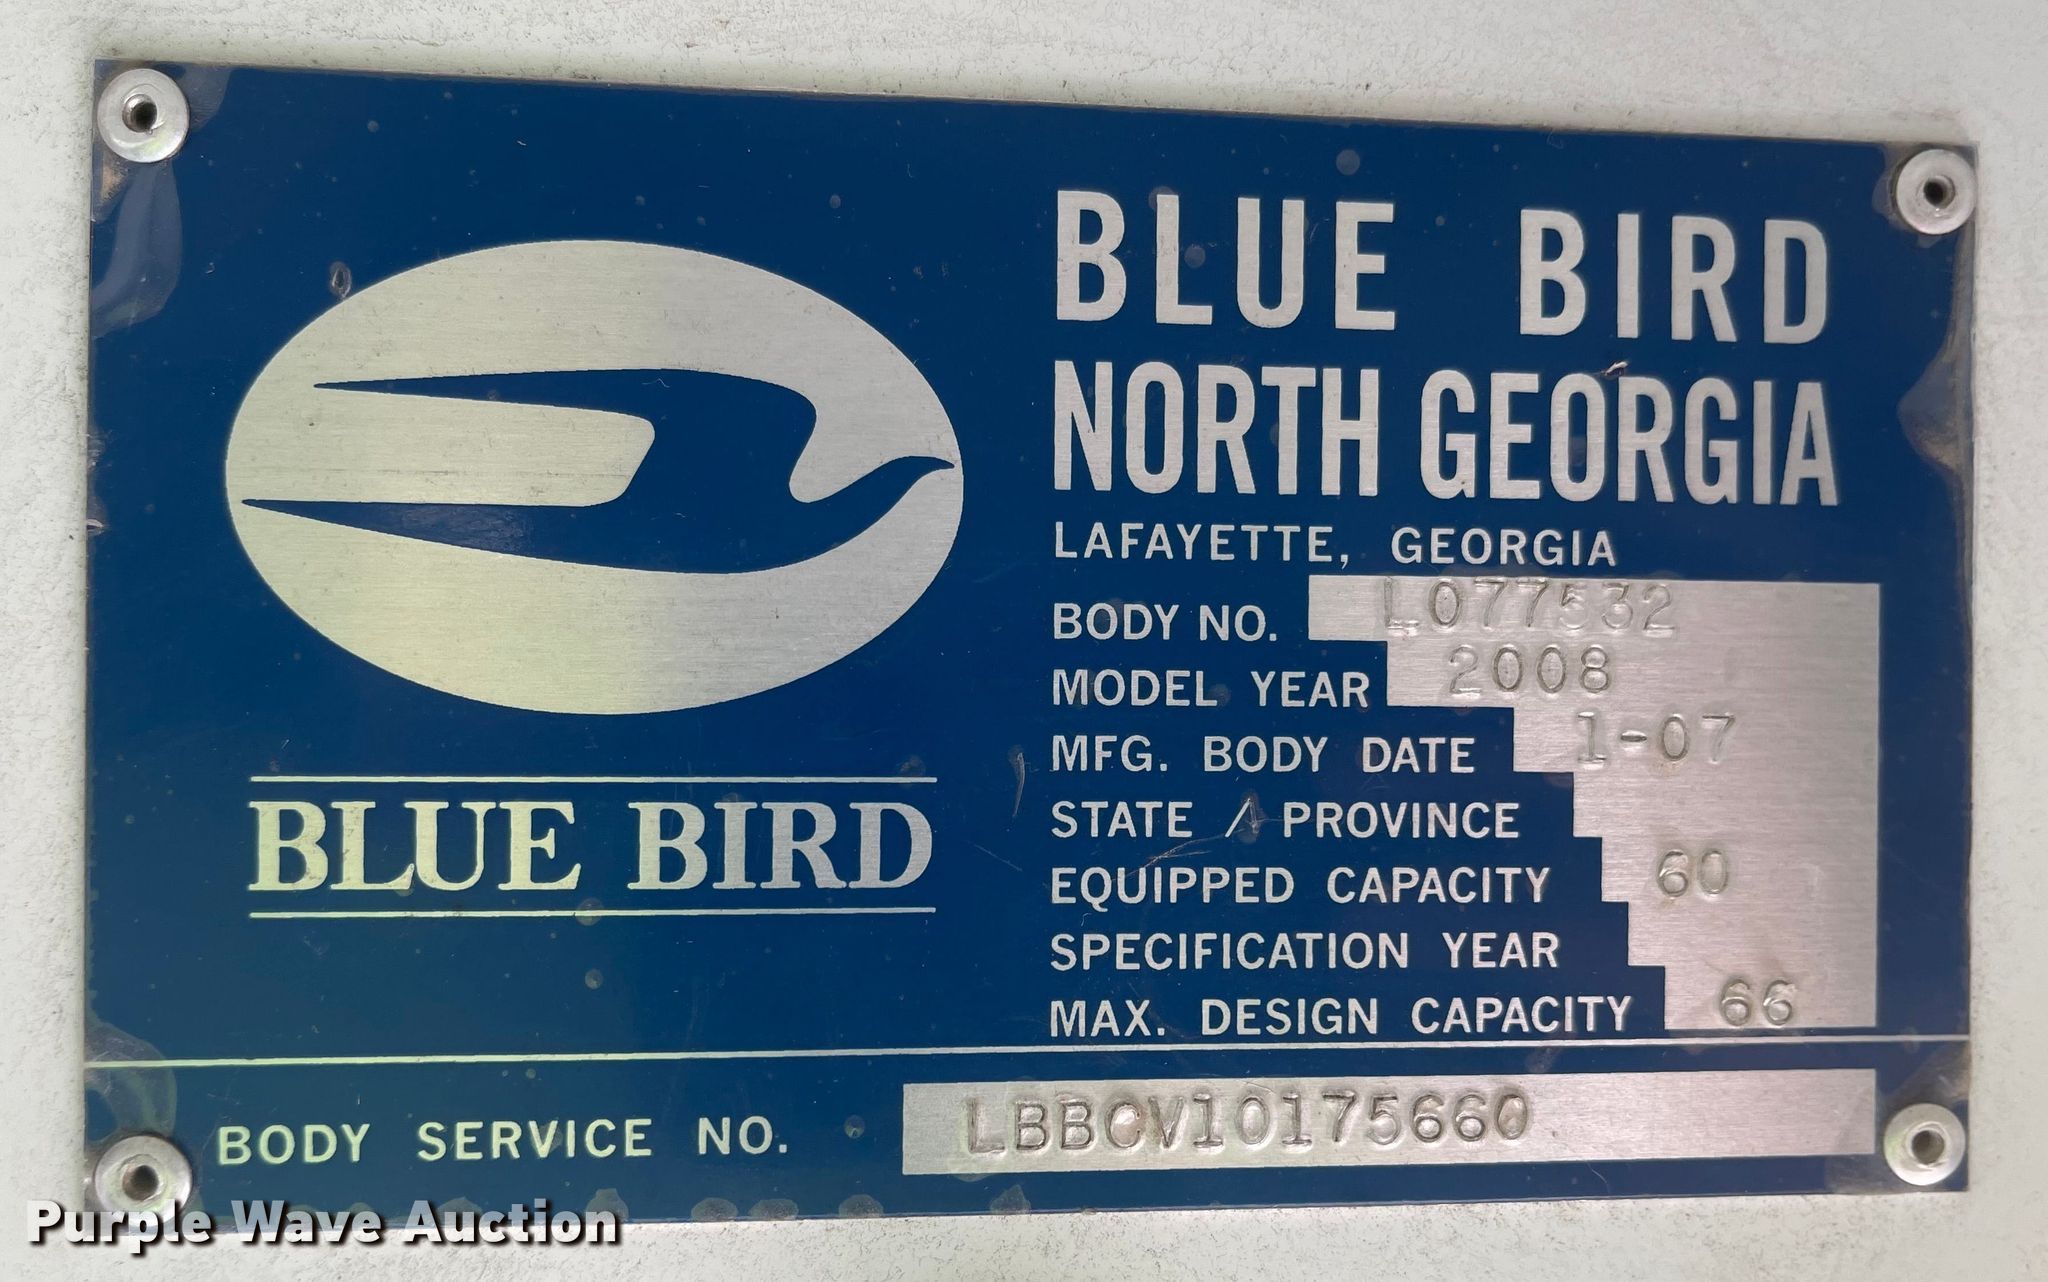 BLUE BIRD
NORTH GEORGIA
LAFAYETTE, GEORGIA
BODY NO. L077532
MODEL YEAR 2008
MFG. BODY DATE 1-07
STATE / PROVINCE
EQUIPPED CAPACITY 60
SPECIFICATION YEAR
MAX. DESIGN CAPACITY 66
BLUE BIRD
BODY SERVICE NO. LBBCV10175660
Purple Wave Auction